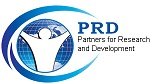 PRD
Partners for Research
and Development